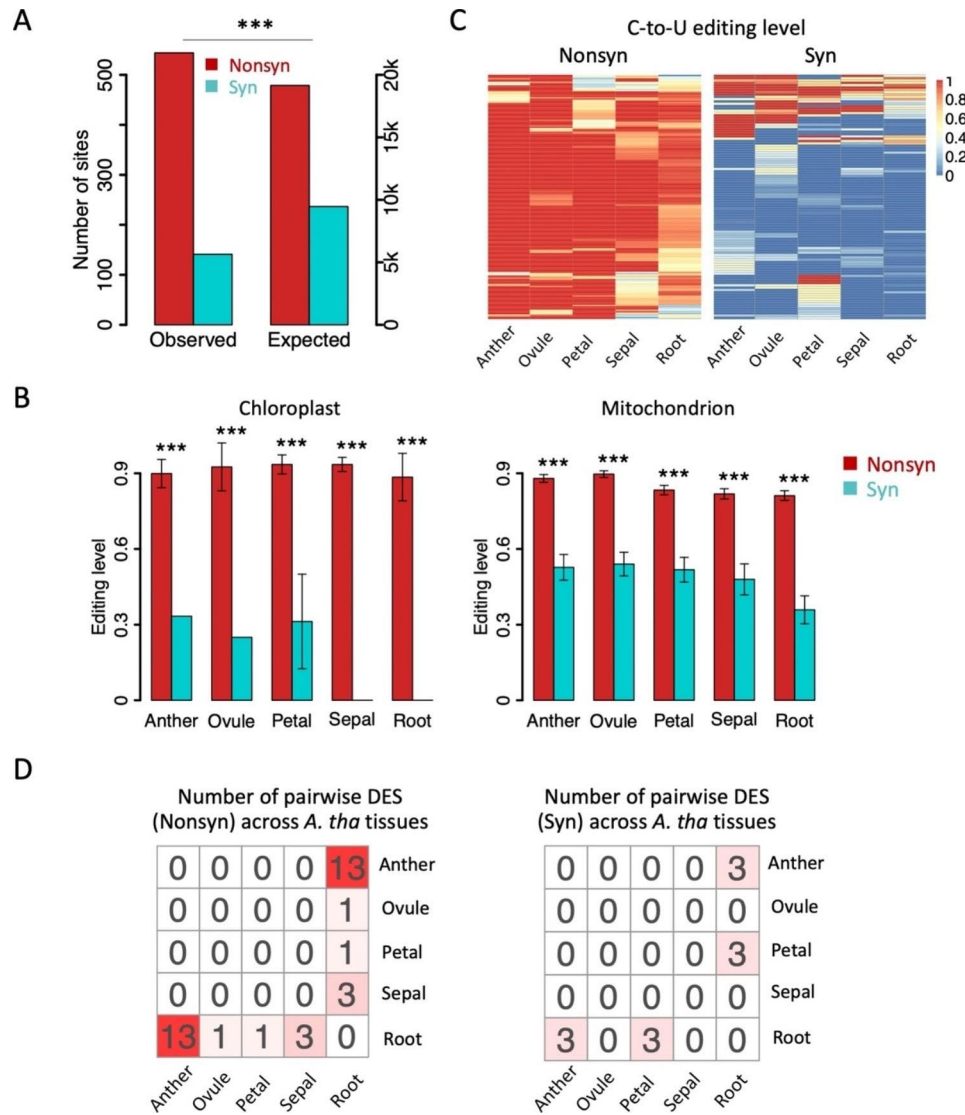 A
***
Nonsyn
Syn
Number of sites
0
100
300
500
0
5k
10k
15k
20k
Observed
Expected
C
C-to-U editing level
Nonsyn
Syn
1
0.8
0.6
0.4
0.2
0
Anther
Ovule
Petal
Sepal
Root
Anther
Ovule
Petal
Sepal
Root
B
Chloroplast
*** *** *** *** ***
Editing level
0
0.3
0.6
0.9
Anther Ovule Petal Sepal Root
Mitochondrion
*** *** *** *** ***
Editing level
0
0.3
0.6
0.9
Anther Ovule Petal Sepal Root
Nonsyn
Syn
D
Number of pairwise DES
(Nonsyn) across A. tha tissues
0 0 0 0 13 Anther
0 0 0 0 1 Ovule
0 0 0 0 1 Petal
0 0 0 0 3 Sepal
13 1 1 3 0 Root
Anther Ovule Petal Sepal Root
Number of pairwise DES
(Syn) across A. tha tissues
0 0 0 0 3 Anther
0 0 0 0 0 Ovule
0 0 0 0 3 Petal
0 0 0 0 0 Sepal
3 0 3 0 0 Root
Anther Ovule Petal Sepal Root